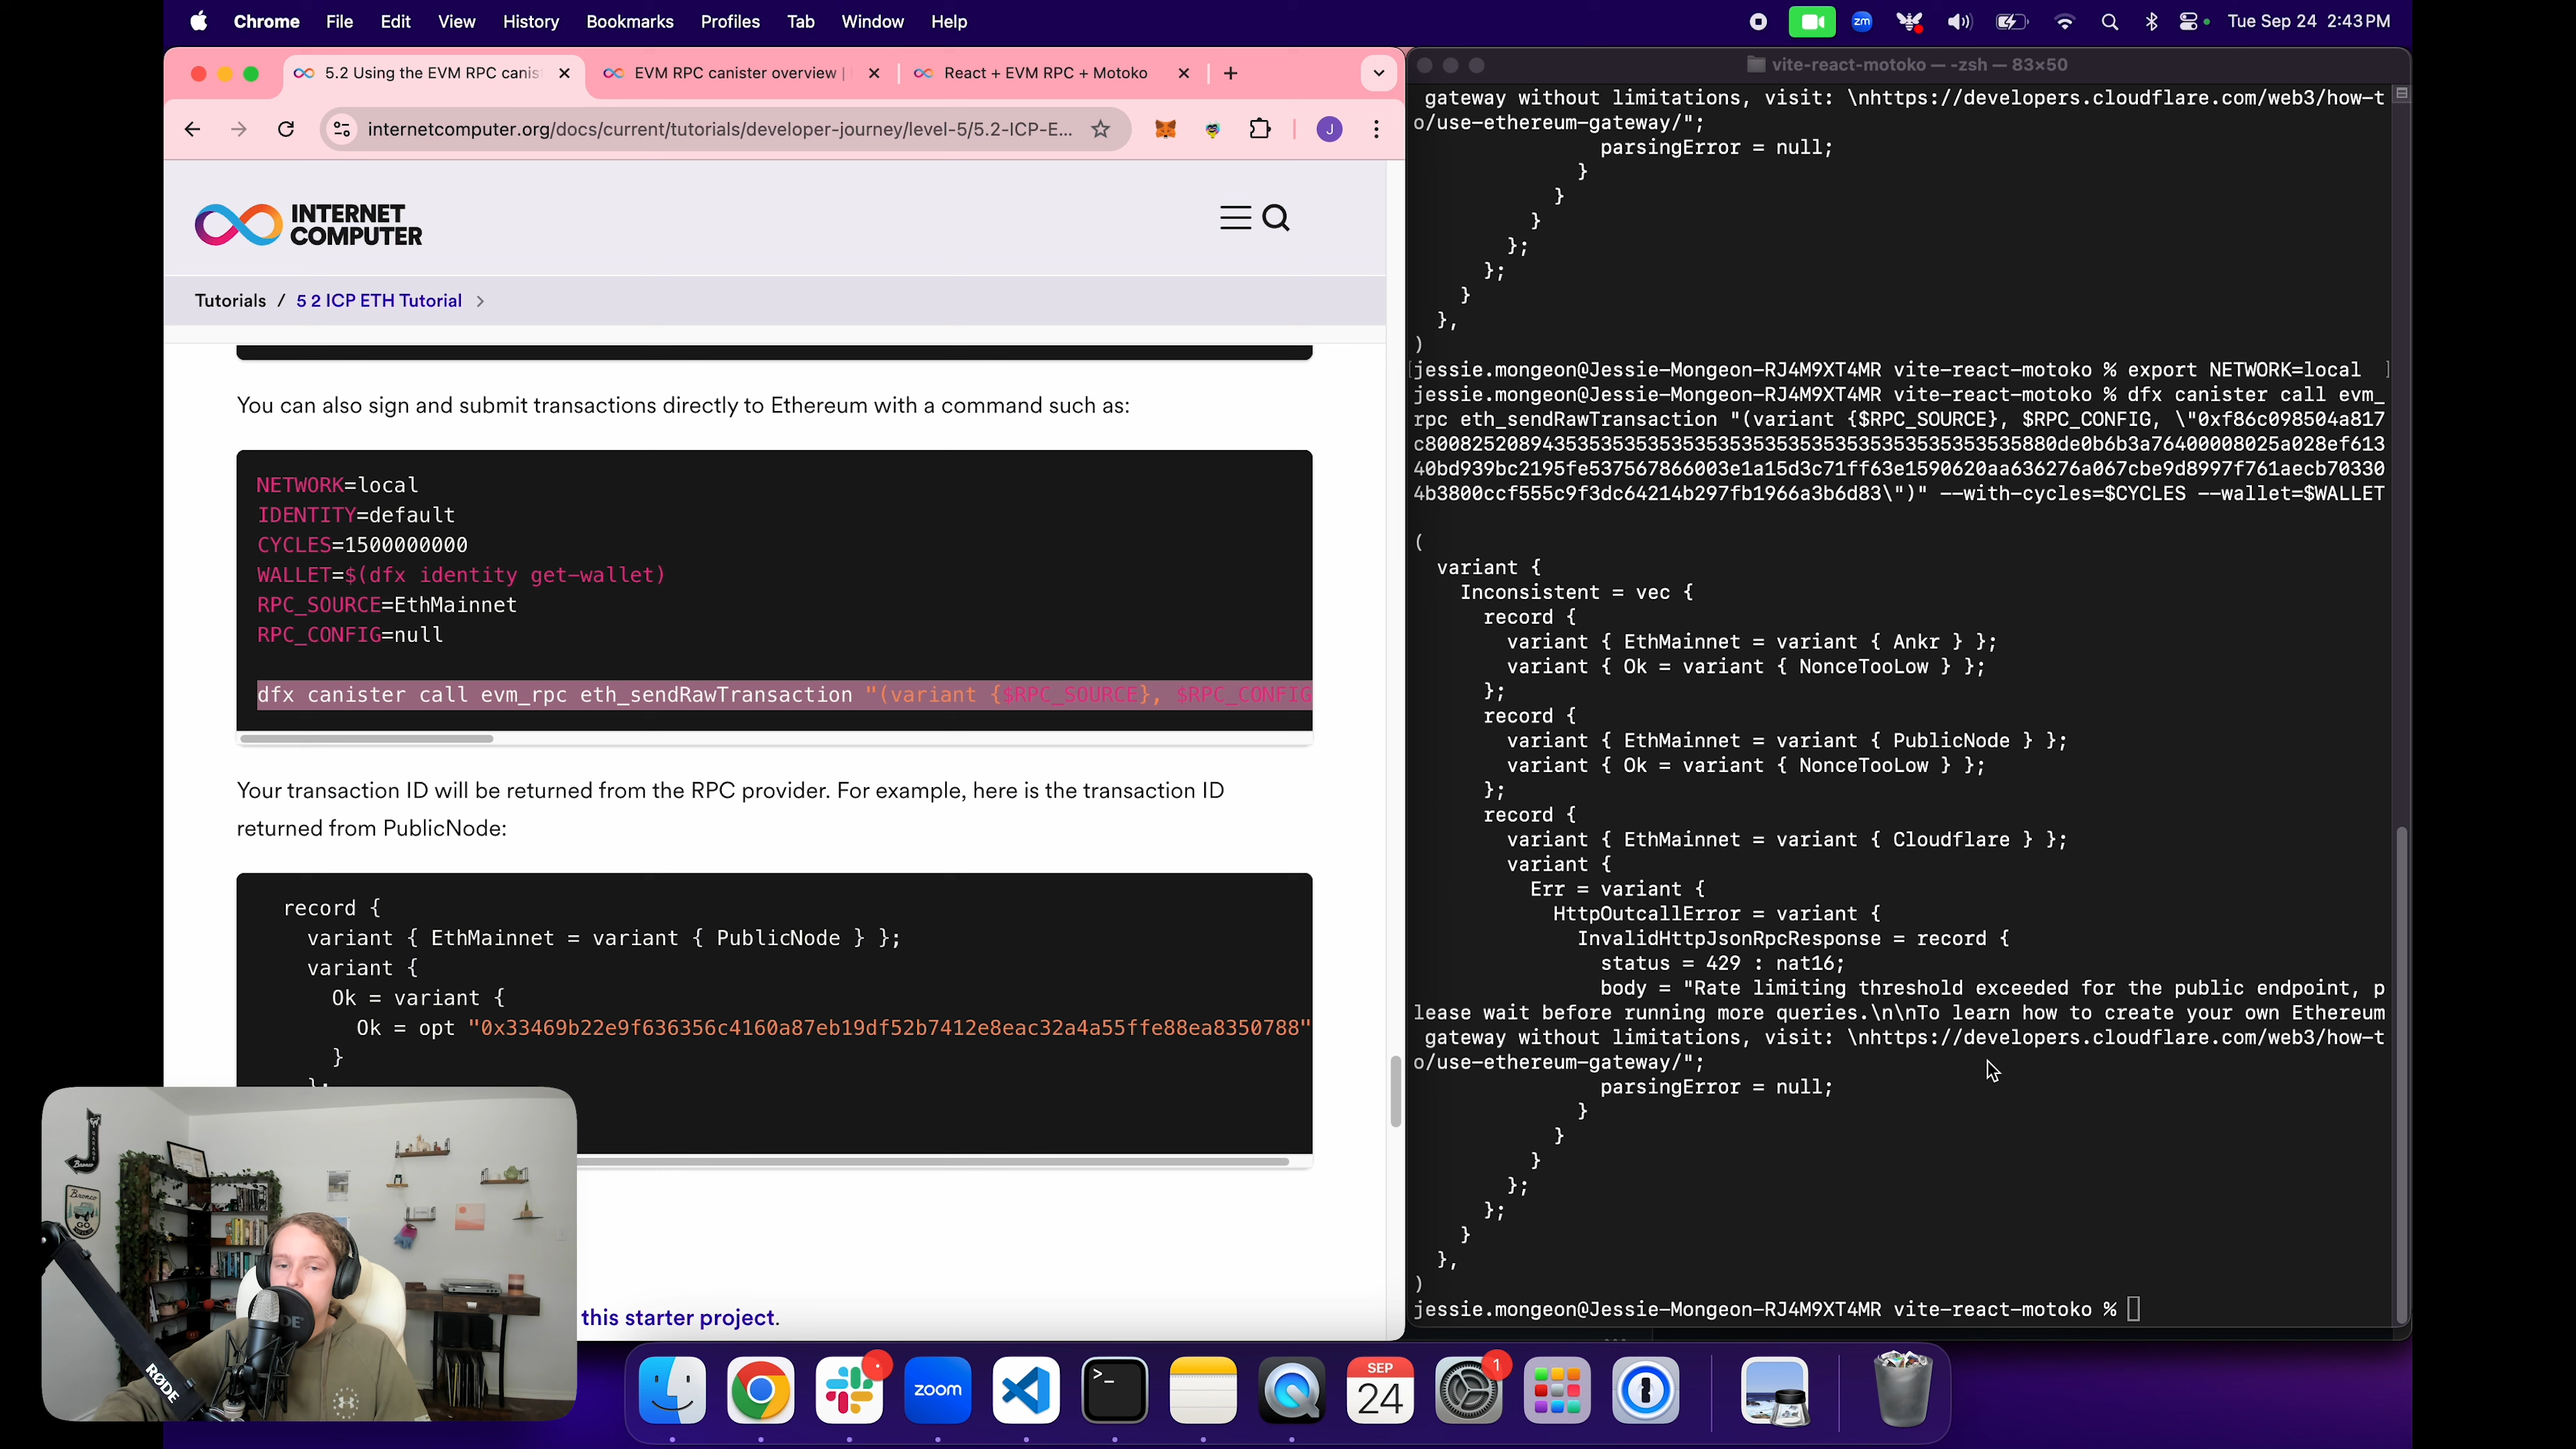 Chrome File Edit View History Bookmarks Profiles Tab Window Help
zm
Tue Sep 24 2:43 PM
5.2 Using the EVM RPC canis
EVM RPC canister overview |
React + EVM RPC + Motoko
internetcomputer.org/docs/current/tutorials/developer-journey/level-5/5.2-ICP-E...
J
INTERNET
COMPUTER
Tutorials / 5 2 ICP ETH Tutorial >
You can also sign and submit transactions directly to Ethereum with a command such as:
NETWORK=local
IDENTITY=default
CYCLES=1500000000
WALLET=$(dfx identity get-wallet)
RPC_SOURCE=EthMainnet
RPC_CONFIG=null
dfx canister call evm_rpc eth_sendRawTransaction "(variant {$RPC_SOURCE}, $RPC_CONFIG
Your transaction ID will be returned from the RPC provider. For example, here is the transaction ID
returned from PublicNode:
record {
variant { EthMainnet = variant { PublicNode } };
variant {
Ok = variant {
Ok = opt "0x33469b22e9f636356c4160a87eb19df52b7412e8eac32a4a55ffe88ea8350788"
}
};
this starter project.
vite-react-motoko — -zsh — 83×50
gateway without limitations, visit: \nhttps://developers.cloudflare.com/web3/how-t
o/use-ethereum-gateway/";
parsingError = null;
}
}
}
};
};
}
},
)
[jessie.mongeon@Jessie-Mongeon-RJ4M9XT4MR vite-react-motoko % export NETWORK=local ]
jessie.mongeon@Jessie-Mongeon-RJ4M9XT4MR vite-react-motoko % dfx canister call evm_
rpc eth_sendRawTransaction "(variant {$RPC_SOURCE}, $RPC_CONFIG, \"0xf86c098504a817
c800825208943535353535353535353535353535353535353535880de0b6b3a76400008025a028ef613
40bd939bc2195fe537567866003e1a15d3c71ff63e1590620aa636276a067cbe9d8997f761aecb70330
4b3800ccf555c9f3dc64214b297fb1966a3b6d83\")" --with-cycles=$CYCLES --wallet=$WALLET
(
variant {
Inconsistent = vec {
record {
variant { EthMainnet = variant { Ankr } };
variant { Ok = variant { NonceTooLow } };
};
record {
variant { EthMainnet = variant { PublicNode } };
variant { Ok = variant { NonceTooLow } };
};
record {
variant { EthMainnet = variant { Cloudflare } };
variant {
Err = variant {
HttpOutcallError = variant {
InvalidHttpJsonRpcResponse = record {
status = 429 : nat16;
body = "Rate limiting threshold exceeded for the public endpoint, p
lease wait before running more queries.\n\nTo learn how to create your own Ethereum
gateway without limitations, visit: \nhttps://developers.cloudflare.com/web3/how-t
o/use-ethereum-gateway/";
parsingError = null;
}
}
}
};
};
}
},
)
jessie.mongeon@Jessie-Mongeon-RJ4M9XT4MR vite-react-motoko %
Bronco
GO
RØDE
zoom
>_
SEP
24
1